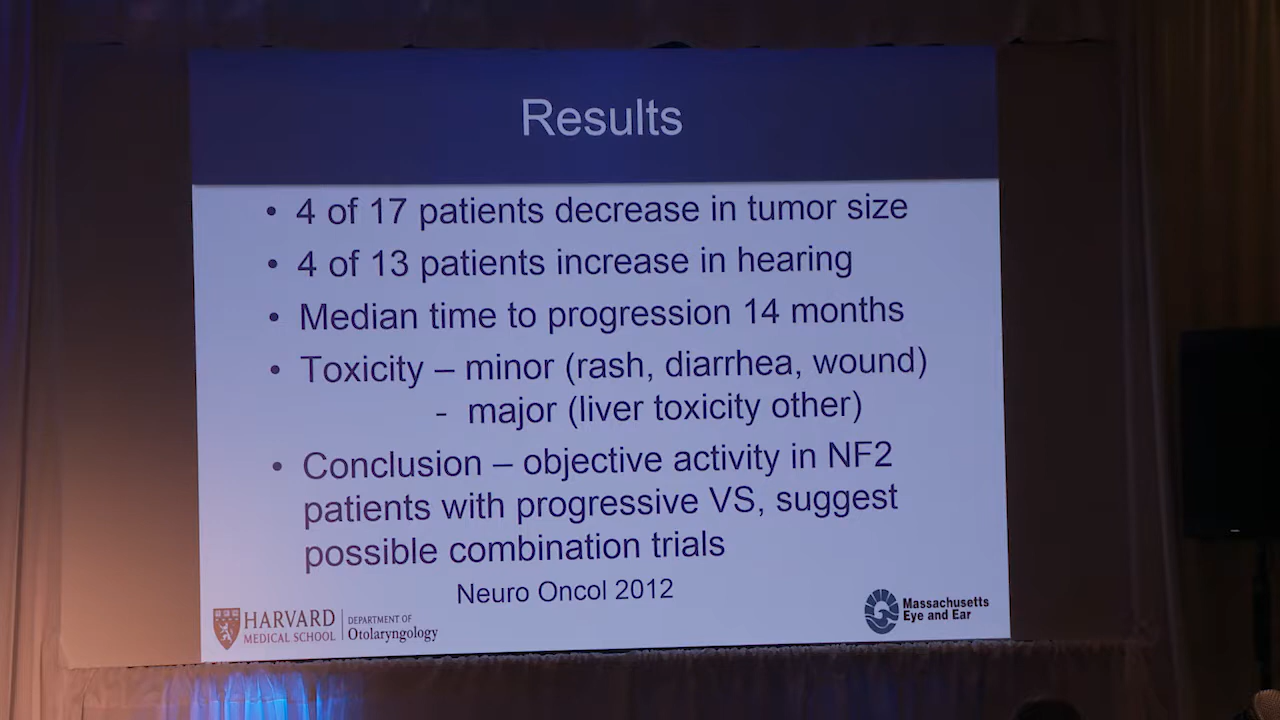 Results
• 4 of 17 patients decrease in tumor size
• 4 of 13 patients increase in hearing
• Median time to progression 14 months
• Toxicity – minor (rash, diarrhea, wound)
- major (liver toxicity other)
• Conclusion – objective activity in NF2
patients with progressive VS, suggest
possible combination trials
Neuro Oncol 2012
HARVARD
MEDICAL SCHOOL
DEPARTMENT OF
Otolaryngology
Massachusetts
Eye and Ear